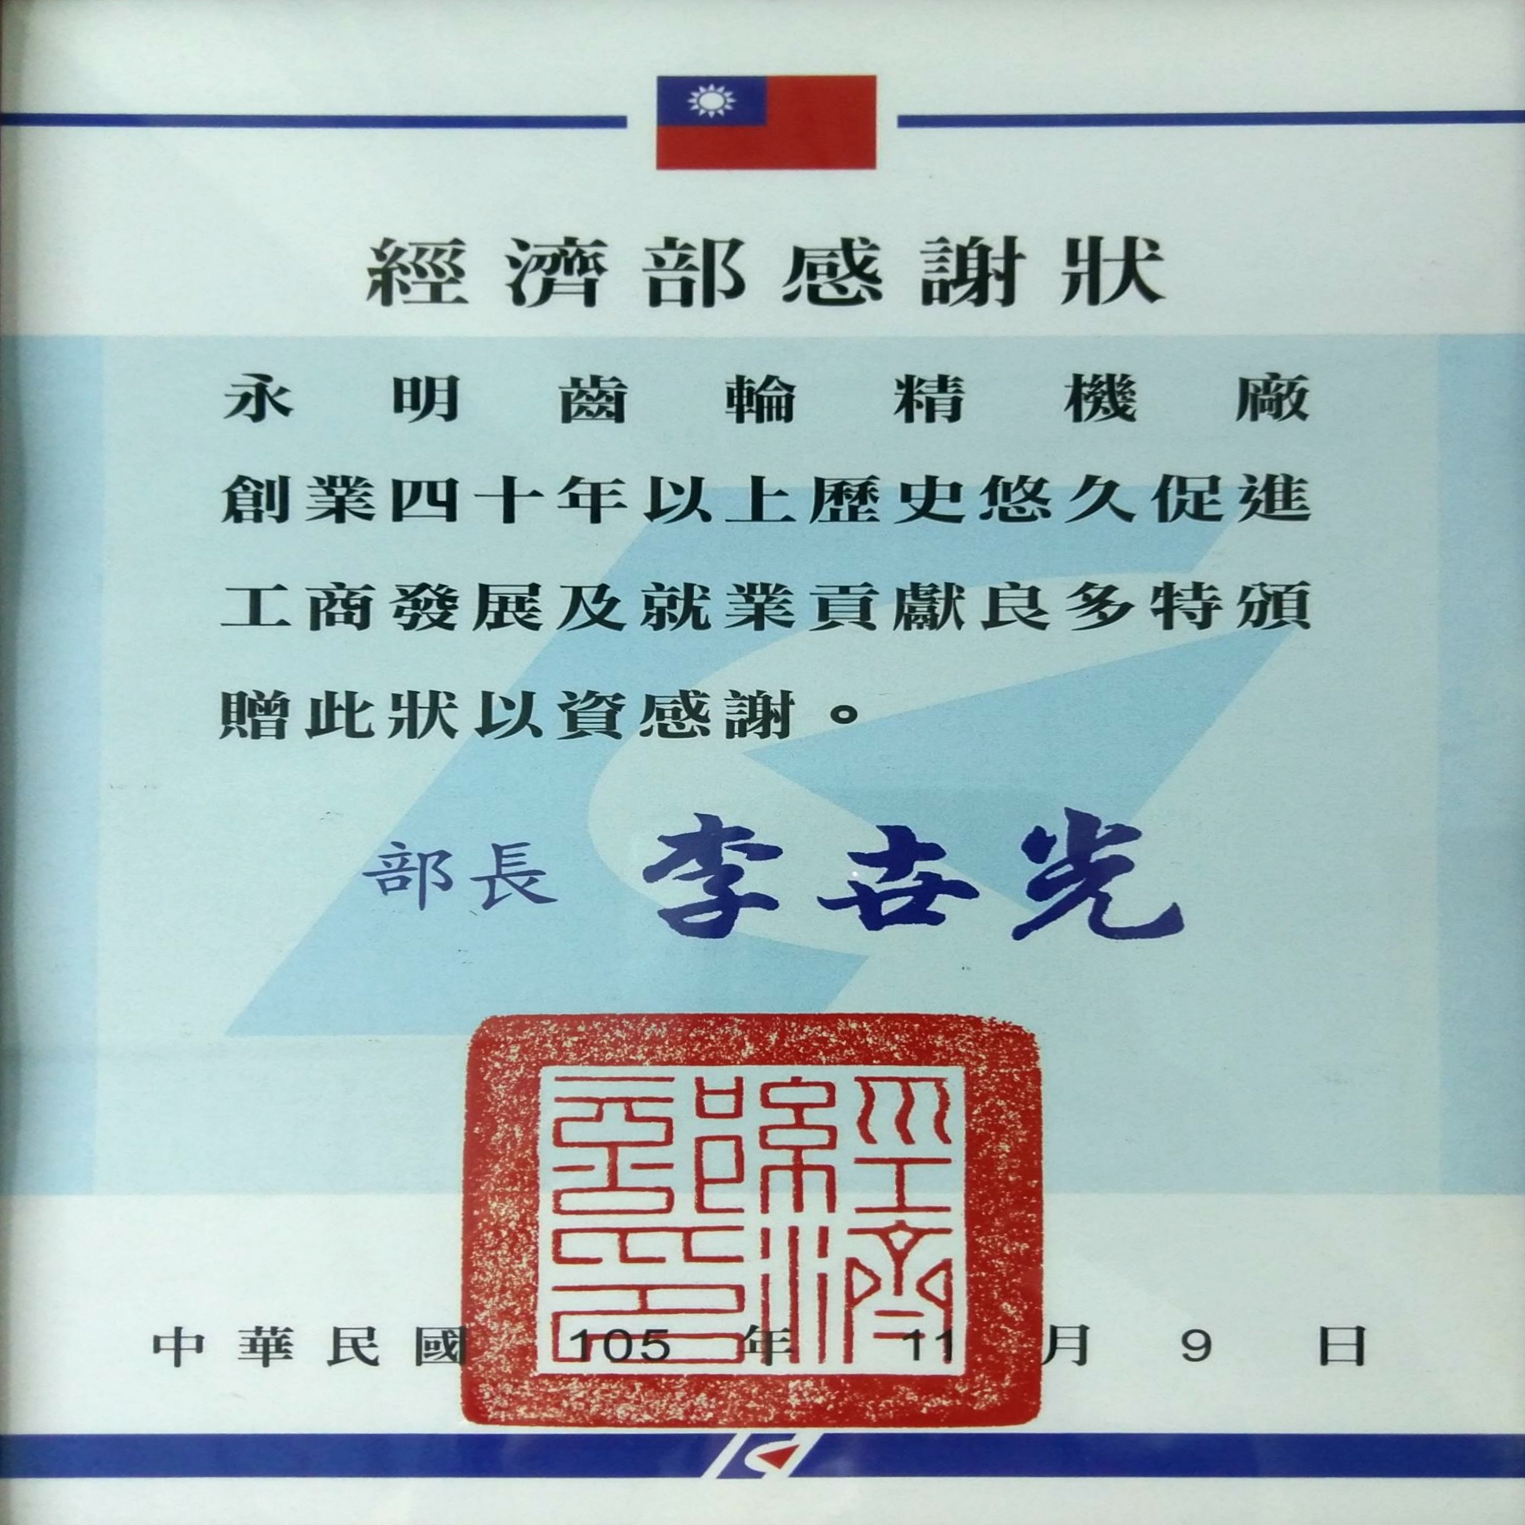 經濟部感謝狀
永明齒輪精機廠
創業四十年以上歷史悠久促進
工商發展及就業貢獻良多特頒
贈此狀以資感謝。
部長 李世光
經濟部印
中華民國 105 年 11 月 9 日